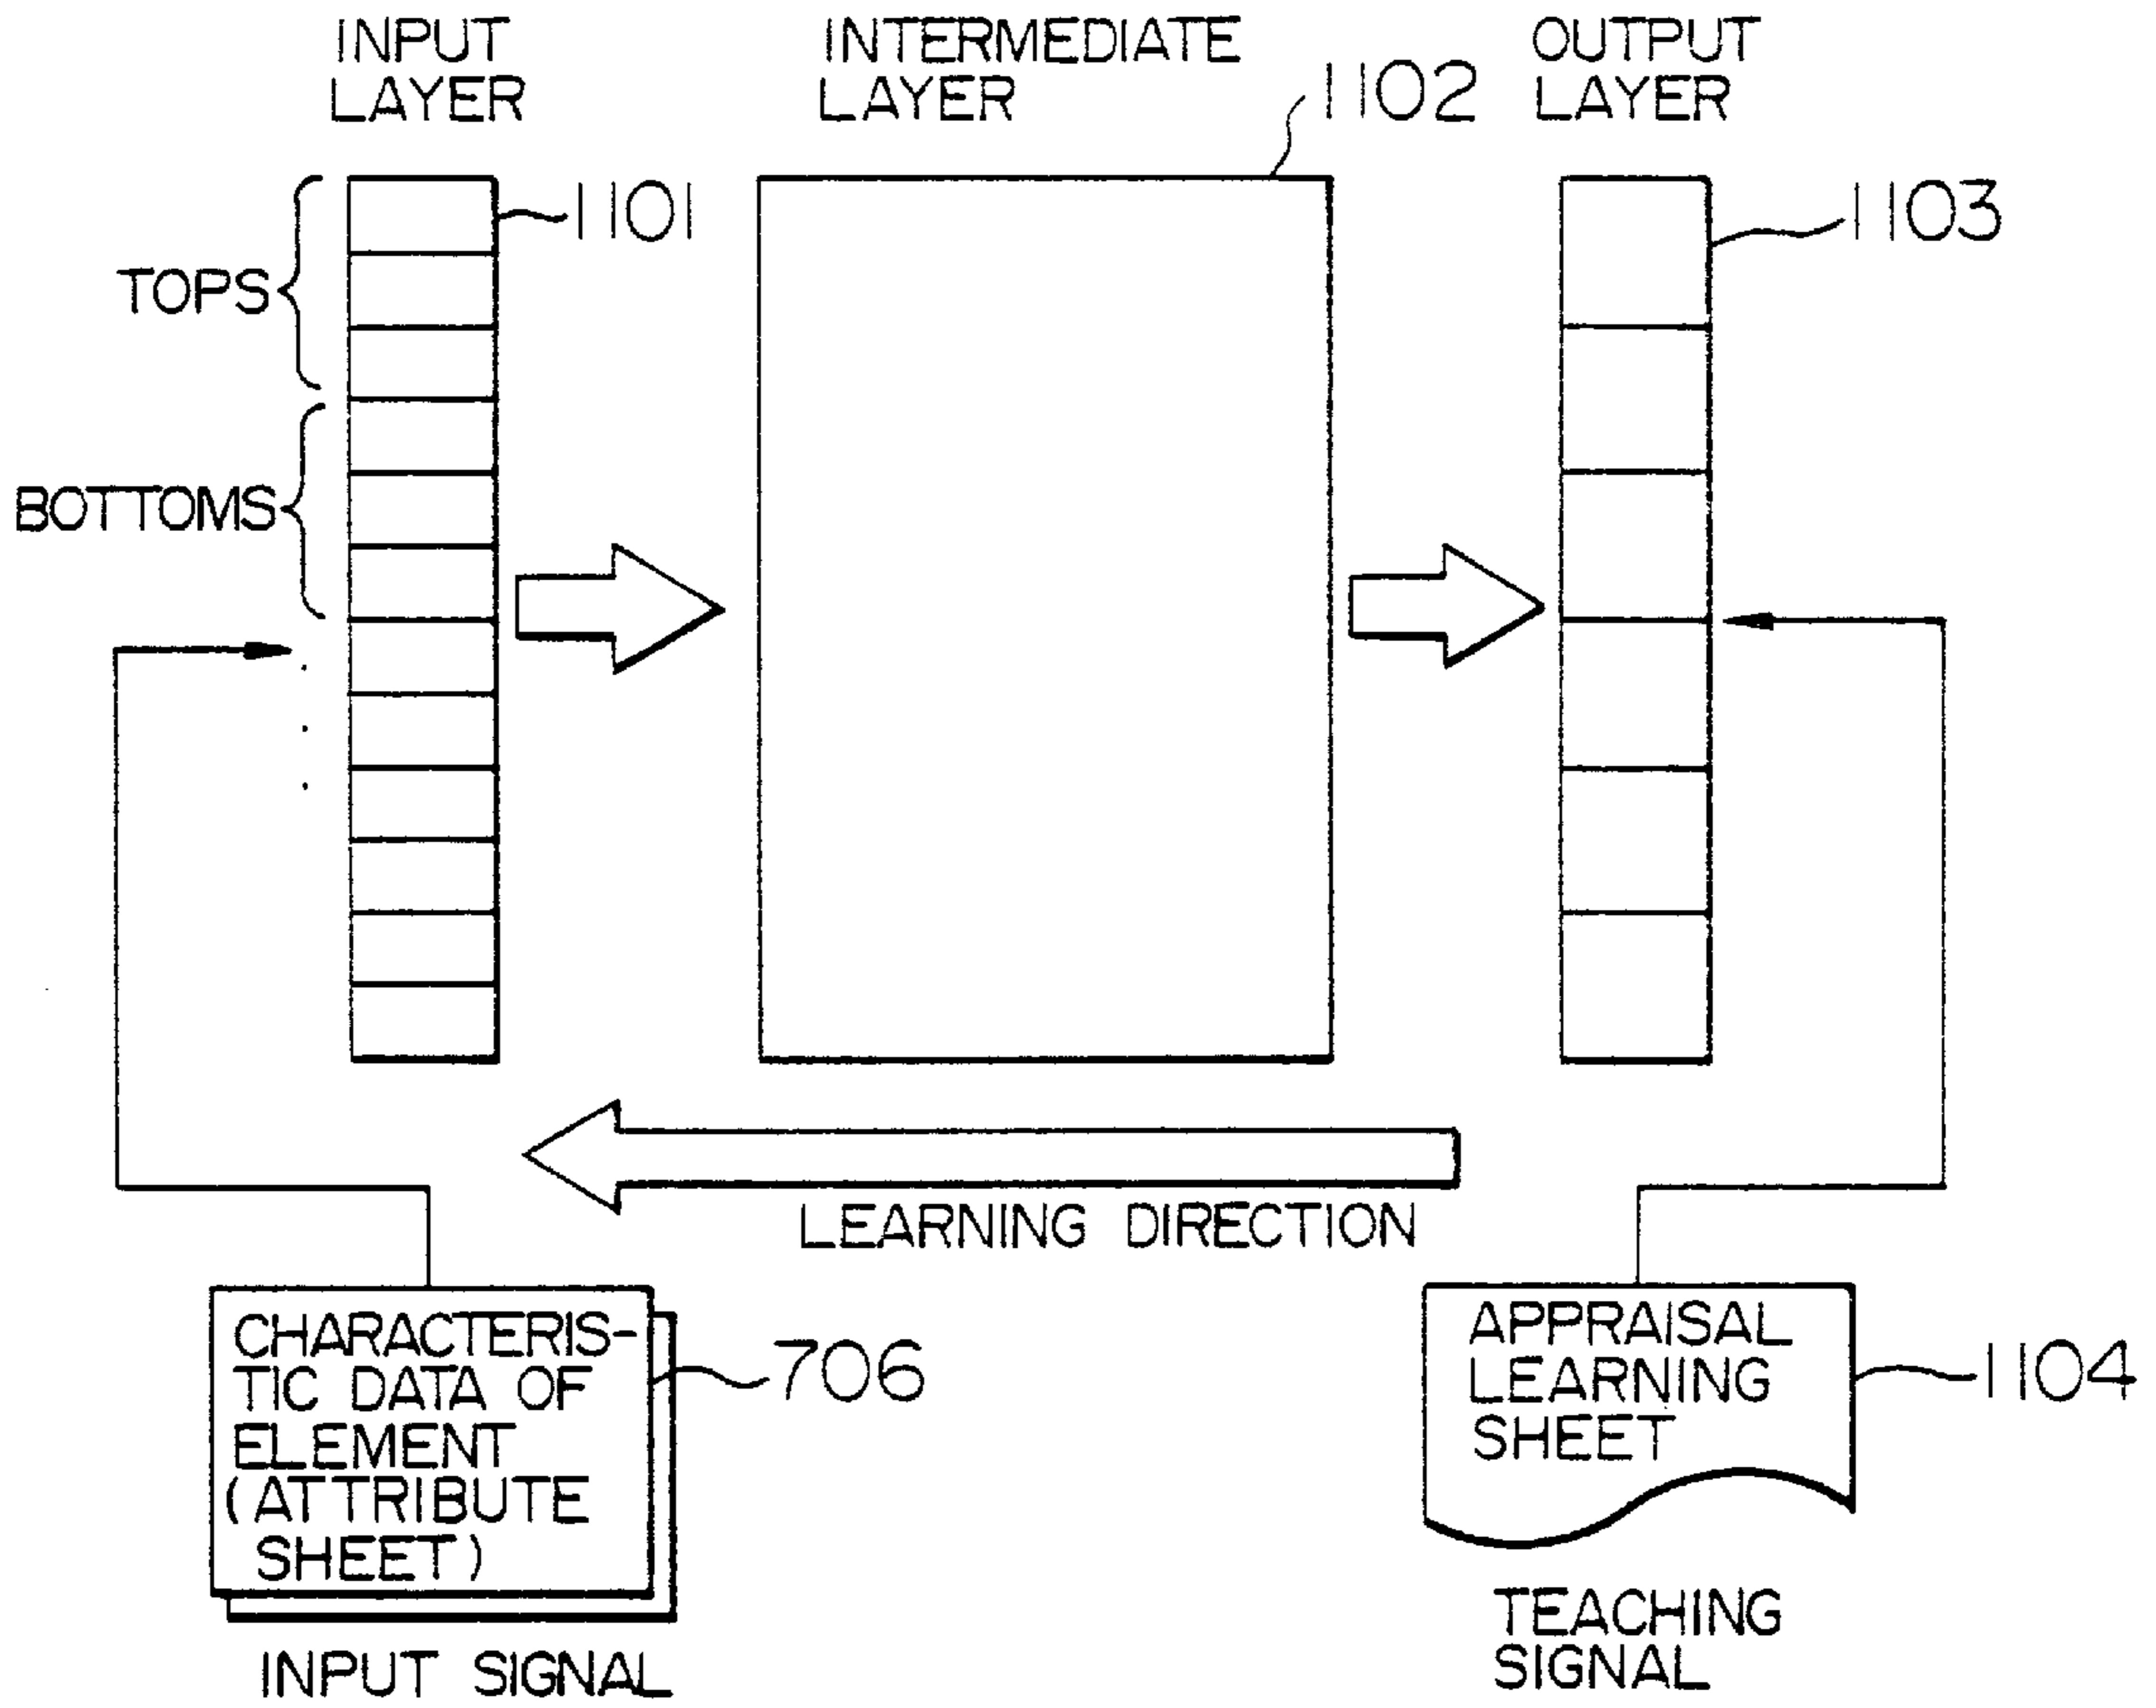 INPUT
LAYER
INTERMEDIATE
LAYER
1102
OUTPUT
LAYER
1101
1103
TOPS
BOTTOMS
LEARNING DIRECTION
CHARACTERIS-
TIC DATA OF
ELEMENT
(ATTRIBUTE
SHEET)
706
INPUT SIGNAL
APPRAISAL
LEARNING
SHEET
1104
TEACHING
SIGNAL